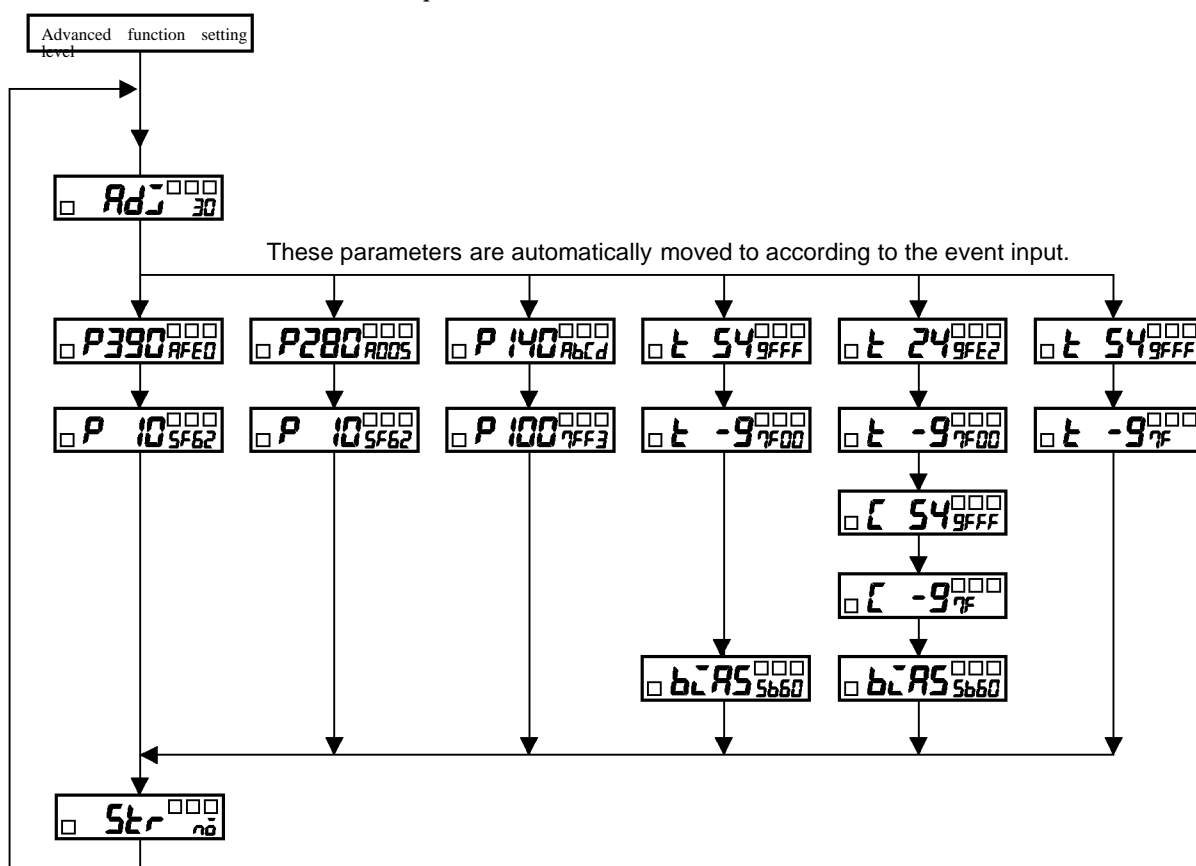 Advanced function setting
level
Adj 30
These parameters are automatically moved to according to the event input.
P390 AFE0 P280 A005 P 140 AbCd t 54 9FFF t 24 9FE2 t 54 9FFF
P 10 5F62 P 10 5F62 P 100 7FF3 t -9 7F00 t -9 7F00 t -9 7F
C 54 9FFF
C -9 7F
biAS 5b60 biAS 5b60
Str no